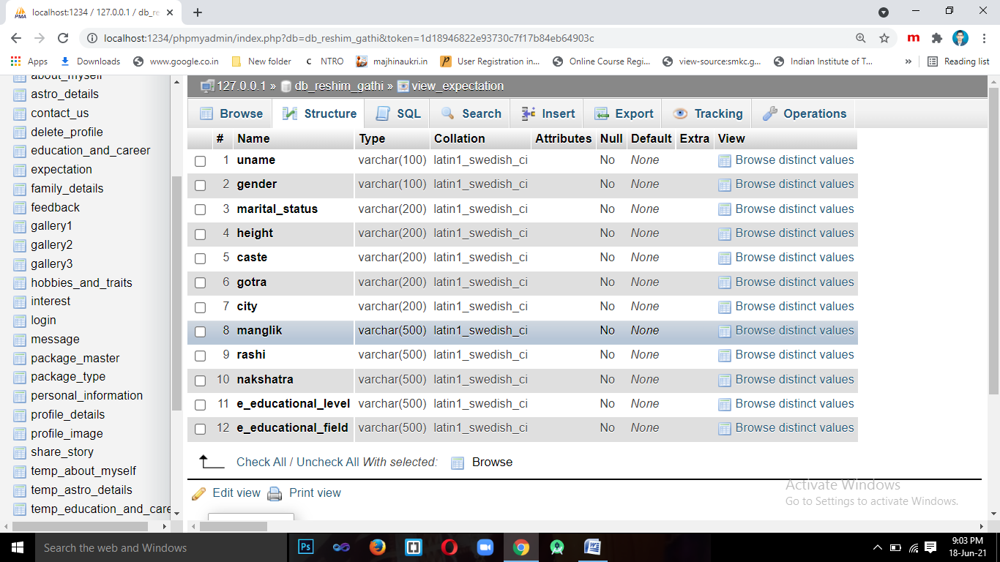 localhost:1234 / 127.0.0.1 / db_re
localhost:1234/phpmyadmin/index.php?db=db_reshim_gathi&token=1d18946822e93730c7f17b84eb64903c
Apps Downloads www.google.co.in New folder NTRO majhinaukri.in User Registration in... Online Course Regi... view-source:smkc.g... Indian Institute of T... » Reading list
about_myself
astro_details
contact_us
delete_profile
education_and_career
expectation
family_details
feedback
gallery1
gallery2
gallery3
hobbies_and_traits
interest
login
message
package_master
package_type
personal_information
profile_details
profile_image
share_story
temp_about_myself
temp_astro_details
temp_education_and_care
127.0.0.1 » db_reshim_gathi » view_expectation
Browse Structure SQL Search Insert Export Tracking Operations
# Name Type Collation Attributes Null Default Extra View
1 uname varchar(100) latin1_swedish_ci No None Browse distinct values
2 gender varchar(100) latin1_swedish_ci No None Browse distinct values
3 marital_status varchar(200) latin1_swedish_ci No None Browse distinct values
4 height varchar(200) latin1_swedish_ci No None Browse distinct values
5 caste varchar(200) latin1_swedish_ci No None Browse distinct values
6 gotra varchar(200) latin1_swedish_ci No None Browse distinct values
7 city varchar(200) latin1_swedish_ci No None Browse distinct values
8 manglik varchar(500) latin1_swedish_ci No None Browse distinct values
9 rashi varchar(500) latin1_swedish_ci No None Browse distinct values
10 nakshatra varchar(500) latin1_swedish_ci No None Browse distinct values
11 e_educational_level varchar(500) latin1_swedish_ci No None Browse distinct values
12 e_educational_field varchar(500) latin1_swedish_ci No None Browse distinct values
Check All / Uncheck All With selected: Browse
Edit view Print view
Activate Windows
Go to Settings to activate Windows.
Search the web and Windows
9:03 PM
18-Jun-21